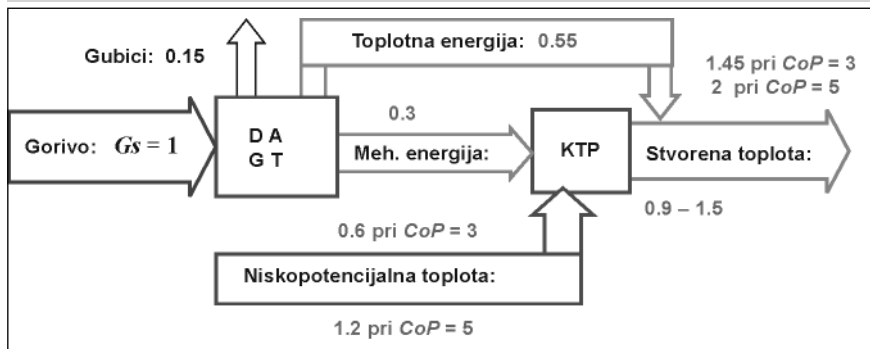 Gubici: 0.15
Toplotna energija: 0.55
1.45 pri CoP = 3
2 pri CoP = 5
Gorivo: Gs = 1
D A
G T
0.3
Meh. energija:
KTP
Stvorena toplota:
0.9 – 1.5
0.6 pri CoP = 3
Niskopotencijalna toplota:
1.2 pri CoP = 5